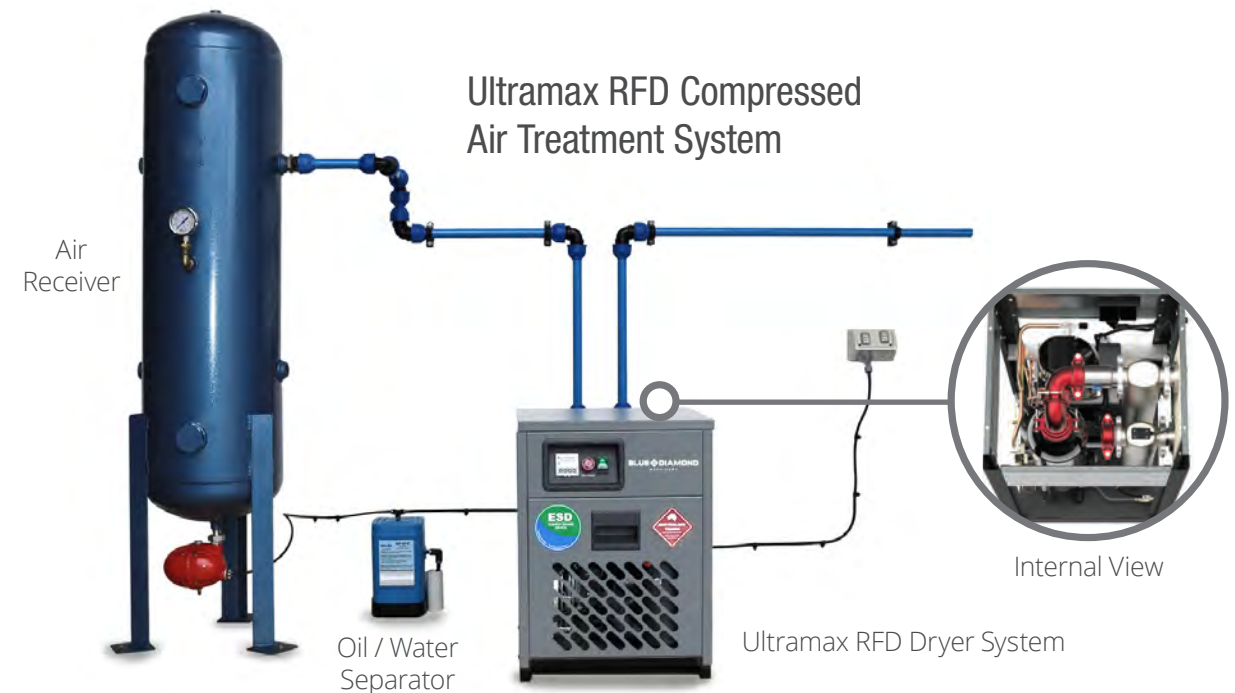 Ultramax RFD Compressed
Air Treatment System
Air
Receiver
BLUE DIAMOND
MACHINERY
ESD
Internal View
Oil / Water
Separator
Ultramax RFD Dryer System